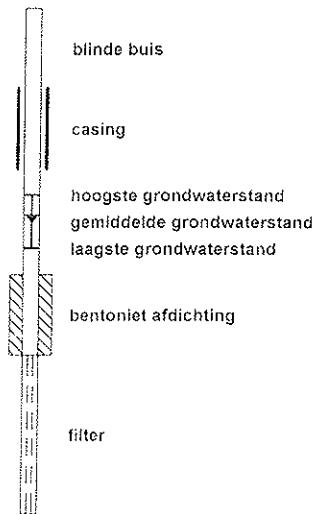 blinde buis
casing
hoogste grondwaterstand
gemiddelde grondwaterstand
laagste grondwaterstand
bentoniet afdichting
filter